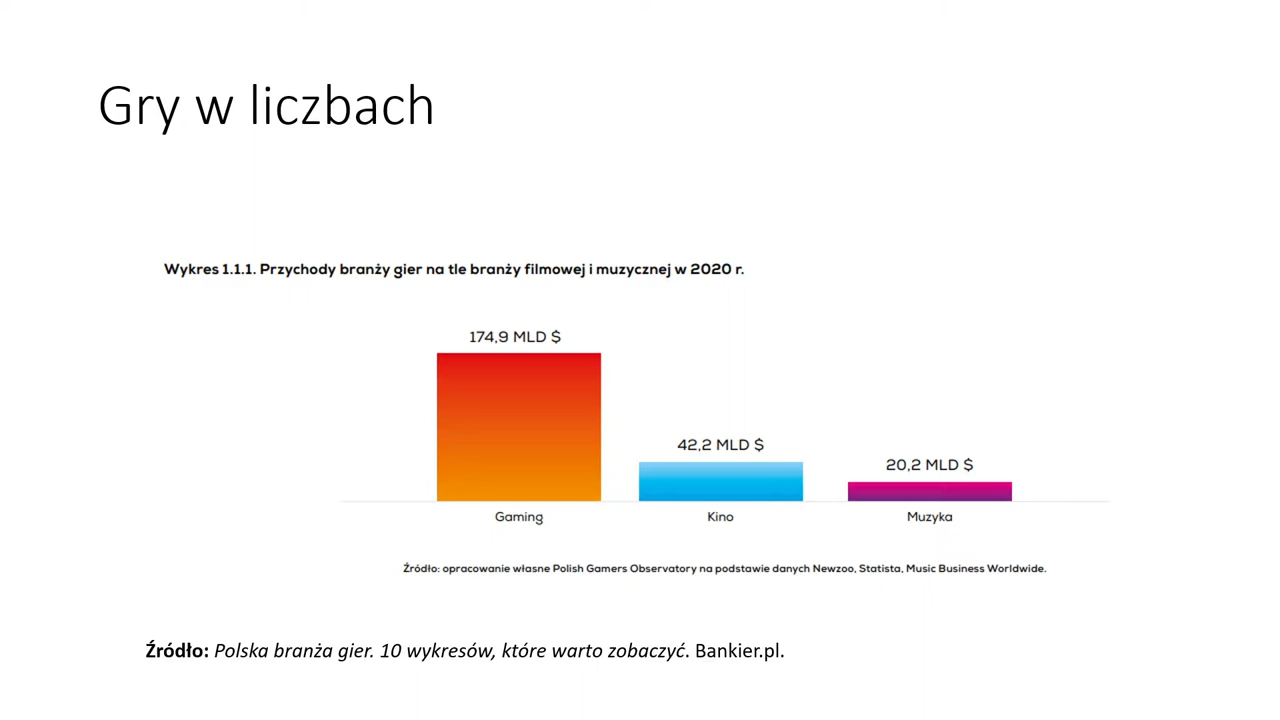 Gry w liczbach
Wykres 1.1.1. Przychody branży gier na tle branży filmowej i muzycznej w 2020 r.
174,9 MLD $
42,2 MLD $
20,2 MLD $
Gaming
Kino
Muzyka
Źródło: opracowanie własne Polish Gamers Observatory na podstawie danych Newzoo, Statista, Music Business Worldwide.
Źródło: Polska branża gier. 10 wykresów, które warto zobaczyć. Bankier.pl.